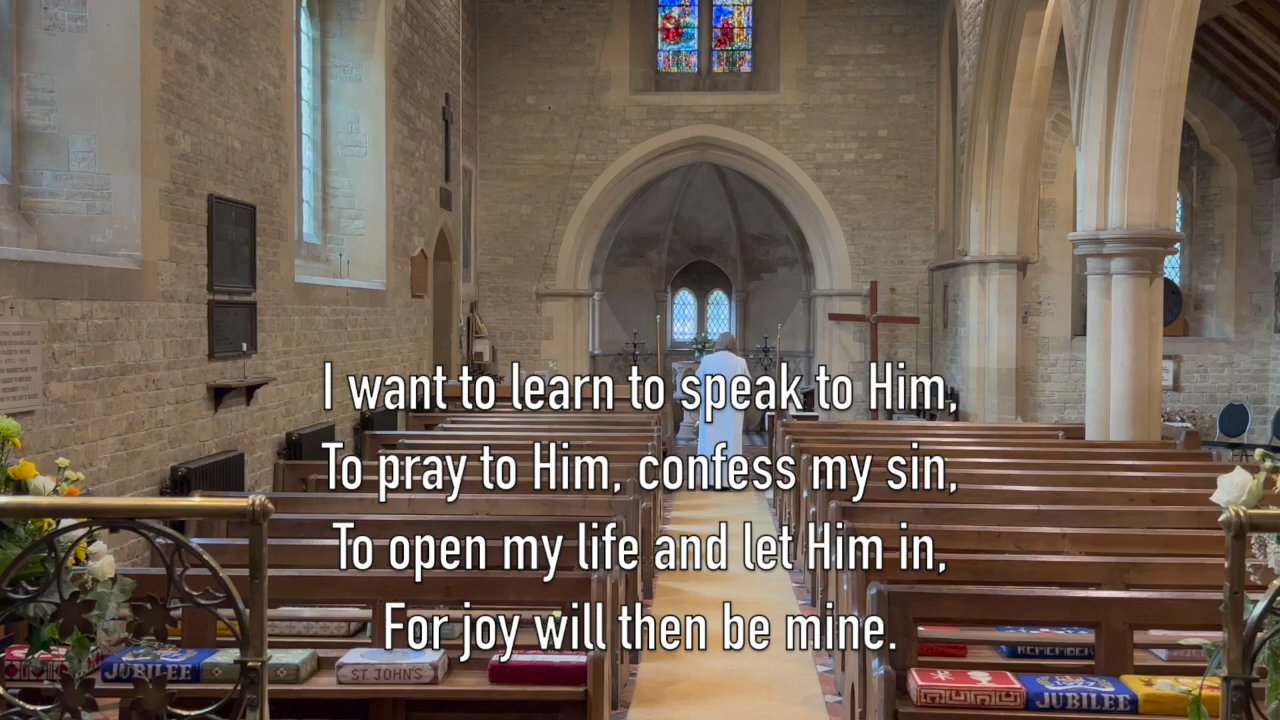 I want to learn to speak to Him,
To pray to Him, confess my sin,
To open my life and let Him in,
For joy will then be mine.
JUBILEE
ST. JOHN'S
REMEMBER
1977
JUBILEE